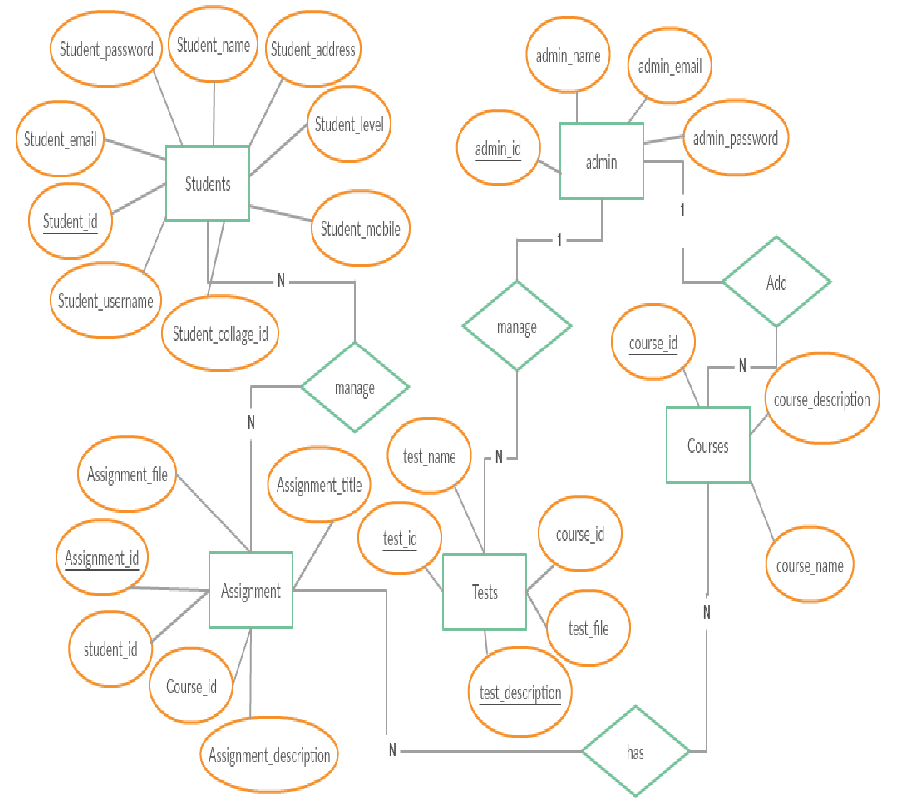 Student_password
Student_name
Student_address
Student_email
Student_level
Students
Student_id
Student_mobile
Student_username
Student_collage_id
N
manage
N
admin_name
admin_email
admin_id
admin_password
admin
1
1
manage
Add
N
N
course_id
course_description
Courses
course_name
N
Assignment_file
Assignment_title
Assignment_id
Assignment
student_id
Course_id
Assignment_description
N
test_name
test_id
course_id
Tests
test_file
test_description
has